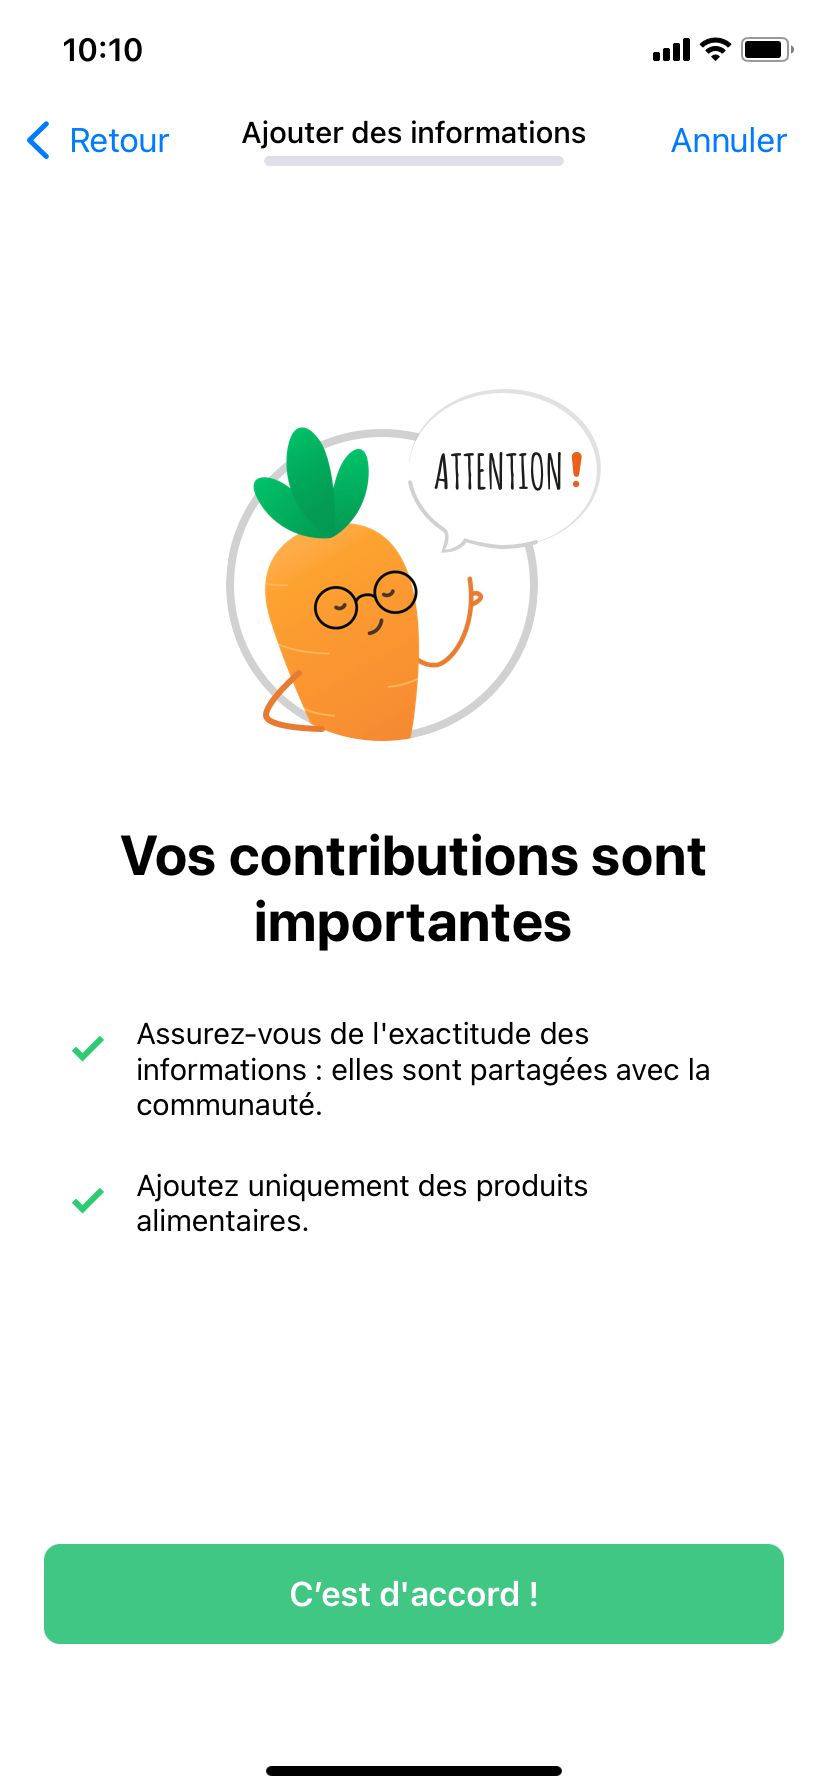 10:10
Retour
Ajouter des informations
Annuler
ATTENTION !
Vos contributions sont
importantes
Assurez-vous de l'exactitude des
informations : elles sont partagées avec la
communauté.
Ajoutez uniquement des produits
alimentaires.
C’est d'accord !